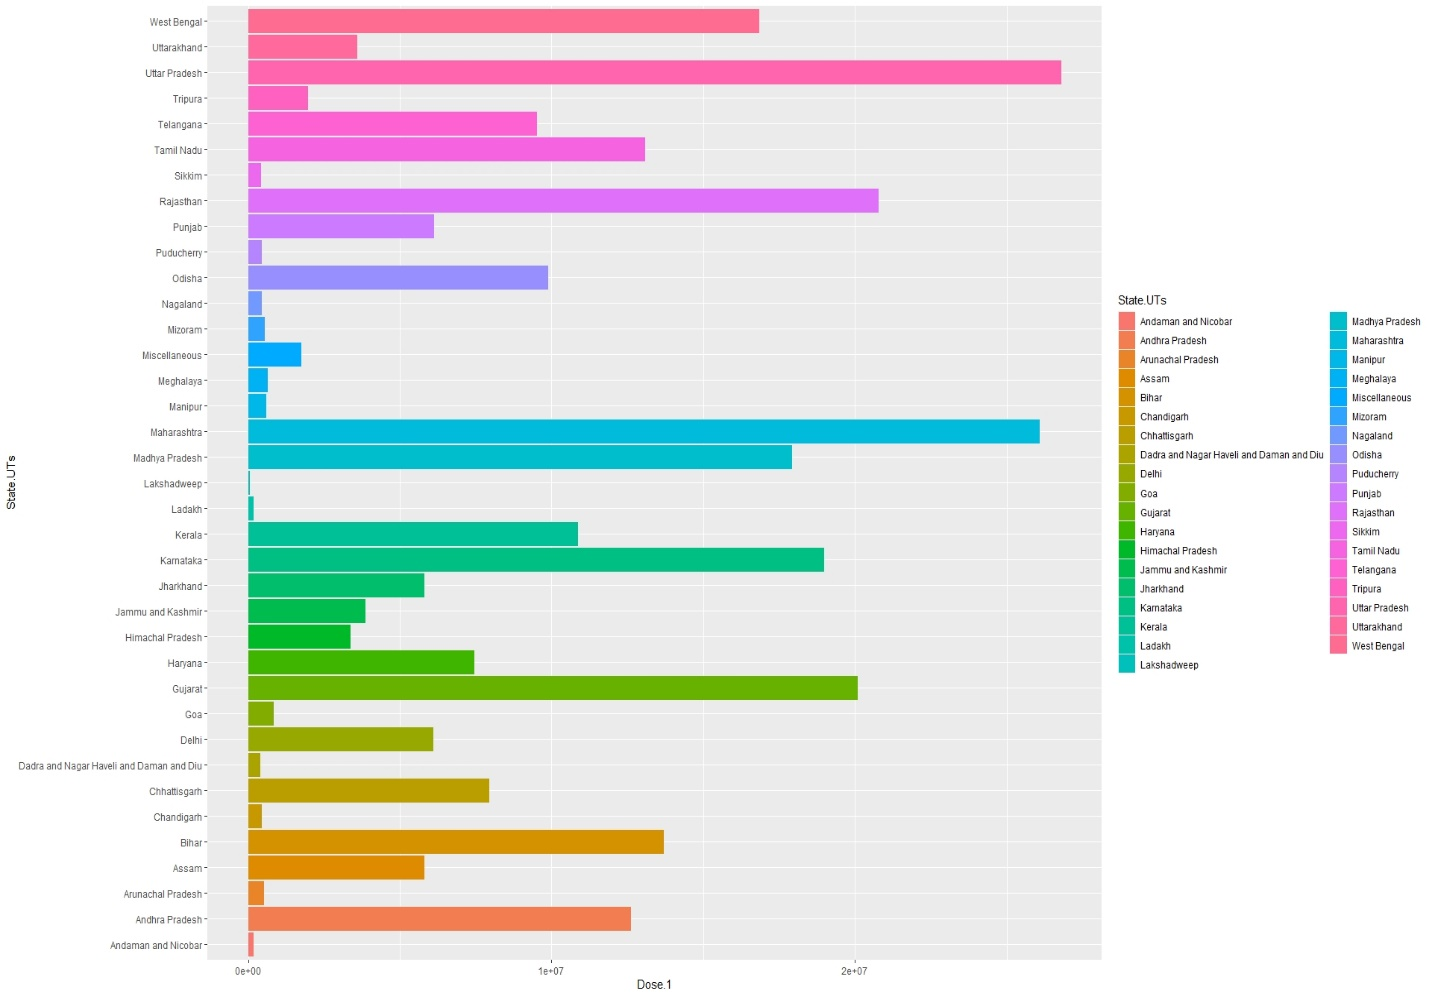 West Bengal
Uttarakhand
Uttar Pradesh
Tripura
Telangana
Tamil Nadu
Sikkim
Rajasthan
Punjab
Puducherry
Odisha
Nagaland
Mizoram
Miscellaneous
Meghalaya
Manipur
Maharashtra
Madhya Pradesh
Lakshadweep
Ladakh
Kerala
Karnataka
Jharkhand
Jammu and Kashmir
Himachal Pradesh
Haryana
Gujarat
Goa
Delhi
Dadra and Nagar Haveli and Daman and Diu
Chhattisgarh
Chandigarh
Bihar
Assam
Arunachal Pradesh
Andhra Pradesh
Andaman and Nicobar
State.UTs
0e+00
1e+07
2e+07
Dose.1
State.UTs
Andaman and Nicobar
Andhra Pradesh
Arunachal Pradesh
Assam
Bihar
Chandigarh
Chhattisgarh
Dadra and Nagar Haveli and Daman and Diu
Delhi
Goa
Gujarat
Haryana
Himachal Pradesh
Jammu and Kashmir
Jharkhand
Karnataka
Kerala
Ladakh
Lakshadweep
Madhya Pradesh
Maharashtra
Manipur
Meghalaya
Miscellaneous
Mizoram
Nagaland
Odisha
Puducherry
Punjab
Rajasthan
Sikkim
Tamil Nadu
Telangana
Tripura
Uttar Pradesh
Uttarakhand
West Bengal